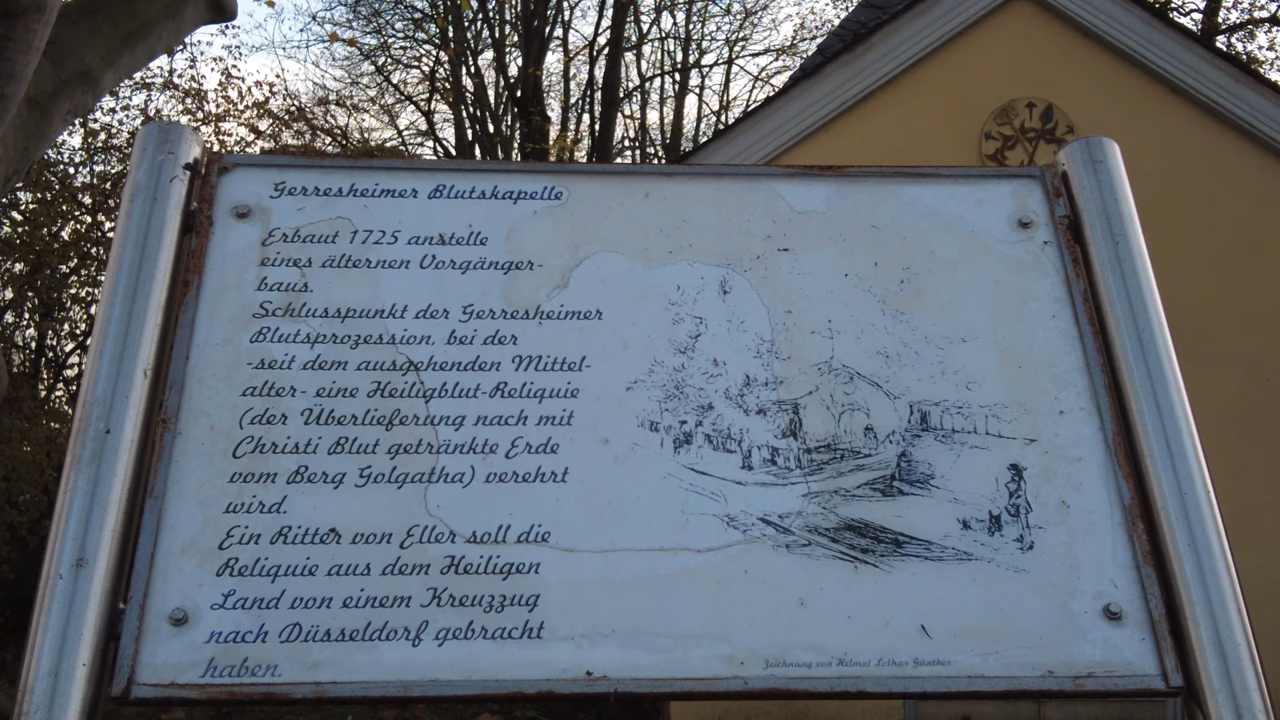 Gerresheimer Blutskapelle
Erbaut 1725 anstelle
eines älternen Vorgänger-
baus.
Schlusspunkt der Gerresheimer
Blutsprozession, bei der
-seit dem ausgehenden Mittel-
alter- eine Heiligblut-Reliquie
(der Überlieferung nach mit
Christi Blut getränkte Erde
vom Berg Golgatha) verehrt
wird.
Ein Ritter von Eller soll die
Reliquie aus dem Heiligen
Land von einem Kreuzzug
nach Düsseldorf gebracht
haben.
Zeichnung von Helmut Lothar Günther